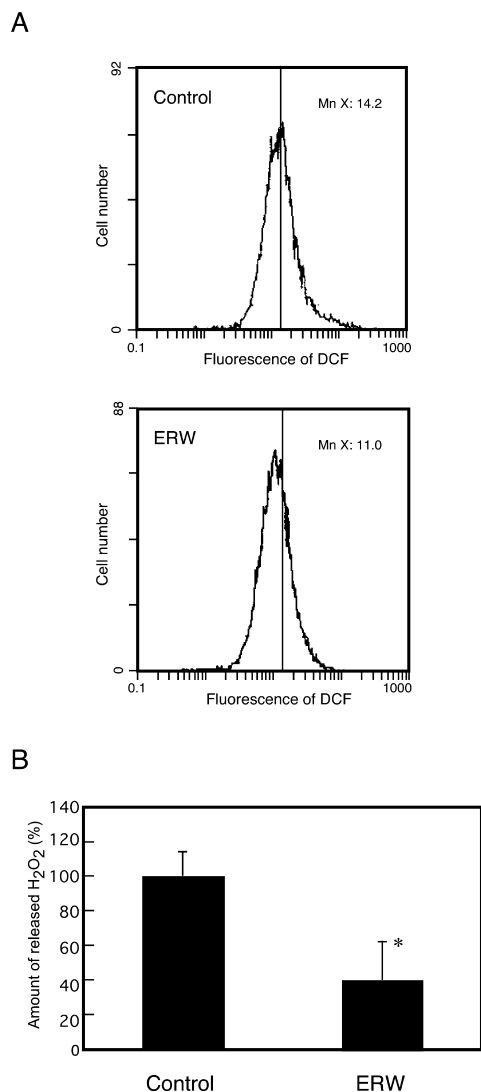 A
92
Control
Mn X: 14.2
Cell number
0
0.1
1000
Fluorescence of DCF
88
ERW
Mn X: 11.0
Cell number
0
0.1
1000
Fluorescence of DCF
B
140
120
100
80
60
40
20
0
Amount of released H₂O₂ (%)
*
Control
ERW